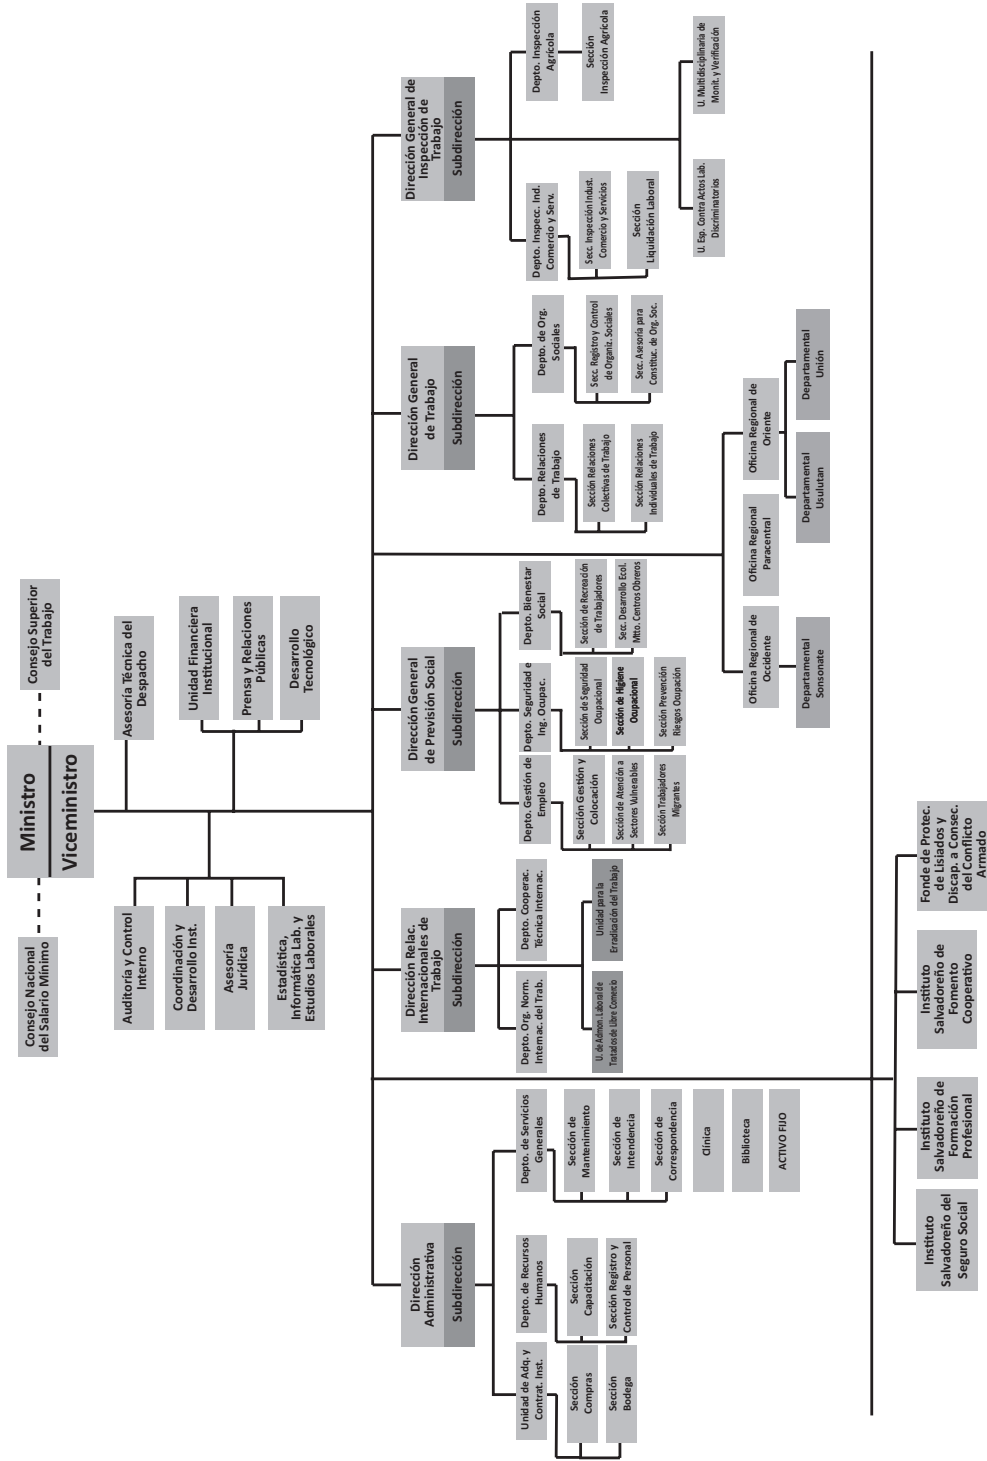 Ministro
Viceministro
Consejo Nacional
del Salario Mínimo
Consejo Superior
del Trabajo
Auditoría y Control
Interno
Coordinación y
Desarrollo Inst.
Asesoría
Jurídica
Estadística,
Informática Lab. y
Estudios Laborales
Asesoría Técnica del
Despacho
Unidad Financiera
Institucional
Prensa y Relaciones
Públicas
Desarrollo
Tecnológico
Dirección
Administrativa
Subdirección
Unidad de Adq. y
Contrat. Inst.
Sección
Compras
Sección
Bodega
Depto. de Recursos
Humanos
Sección
Capacitación
Sección Registro y
Control de Personal
Depto. de Servicios
Generales
Sección de
Mantenimiento
Sección de
Intendencia
Sección de
Correspondencia
Clínica
Biblioteca
ACTIVO FIJO
Dirección Relac.
Internacionales de
Trabajo
Subdirección
Depto. Org. Norm.
Internac. del Trab.
Depto. Cooperac.
Técnica Internac.
U. de Admon. Laboral de
Tratados de Libre Comercio
Unidad para la
Erradicación del Trabajo
Dirección General
de Previsión Social
Subdirección
Depto. Gestión de
Empleo
Sección Gestión y
Colocación
Sección de Atención a
Sectores Vulnerables
Sección Trabajadores
Migrantes
Depto. Seguridad e
Ing. Ocupac.
Sección de Seguridad
Ocupacional
Sección de Higiene
Ocupacional
Sección Prevención
Riesgos Ocupación
Depto. Bienestar
Social
Sección de Recreación
de Trabajadores
Secc. Desarrollo Ecol.
Mtto. Centros Obreros
Dirección General
de Trabajo
Subdirección
Depto. Relaciones
de Trabajo
Sección Relaciones
Colectivas de Trabajo
Sección Relaciones
Individuales de Trabajo
Depto. de Org.
Sociales
Secc. Registro y Control
de Organiz. Sociales
Secc. Asesoría para
Constituc. de Org. Soc.
Dirección General de
Inspección de
Trabajo
Subdirección
Depto. Inspecc. Ind.
Comercio y Serv.
Secc. Inspección Indust.
Comercio y Servicios
Sección
Liquidación Laboral
Depto. Inspección
Agrícola
Sección
Inspección Agrícola
U. Esp. Contra Actos Lab.
Discriminatorios
U. Multidisciplinaria de
Monit. y Verificación
Oficina Regional de
Occidente
Departamental
Sonsonate
Oficina Regional
Paracentral
Oficina Regional de
Oriente
Departamental
Usulutan
Departamental
Unión
Instituto
Salvadoreño del
Seguro Social
Instituto
Salvadoreño de
Formación
Profesional
Instituto
Salvadoreño de
Fomento
Cooperativo
Fonde de Protec.
de Lisiados y
Discap. a Consec.
del Conflicto
Armado